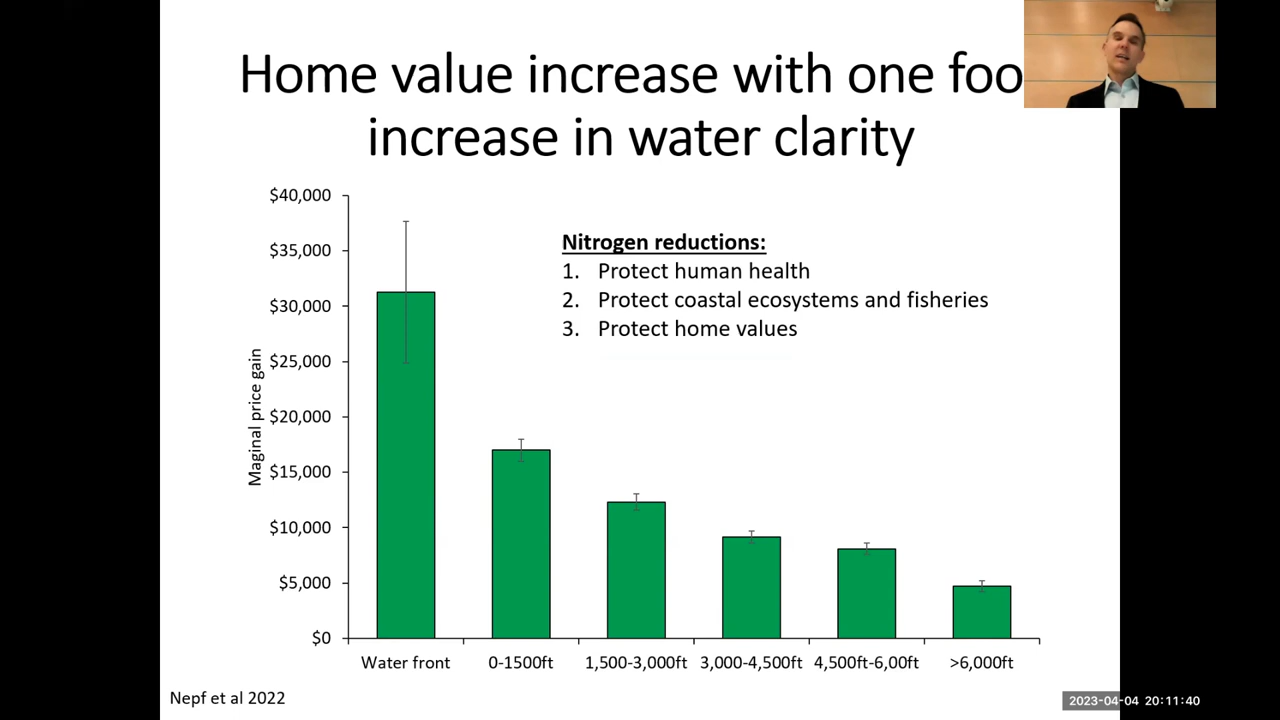 Home value increase with one foo
increase in water clarity
$40,000
$35,000
$30,000
$25,000
$20,000
$15,000
$10,000
$5,000
$0
Maginal price gain
Nitrogen reductions:
1. Protect human health
2. Protect coastal ecosystems and fisheries
3. Protect home values
Water front
0-1500ft
1,500-3,000ft
3,000-4,500ft
4,500ft-6,00ft
>6,000ft
Nepf et al 2022
2023-04-04 20:11:40